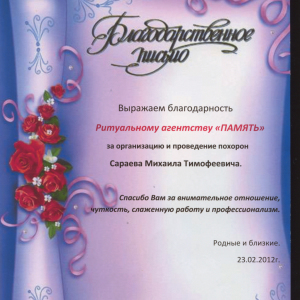 Благодарственное
письмо
Выражаем благодарность
Ритуальному агентству «ПАМЯТЬ»
за организацию и проведение похорон
Сараева Михаила Тимофеевича.
Спасибо Вам за внимательное отношение,
чуткость, слаженную работу и профессионализм.
Родные и близкие.
23.02.2012г.